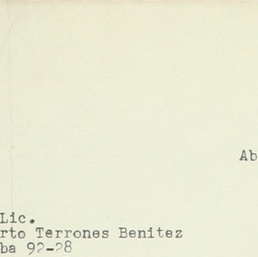 Ab
Lic.
rto Terrones Benitez
ba 92-28